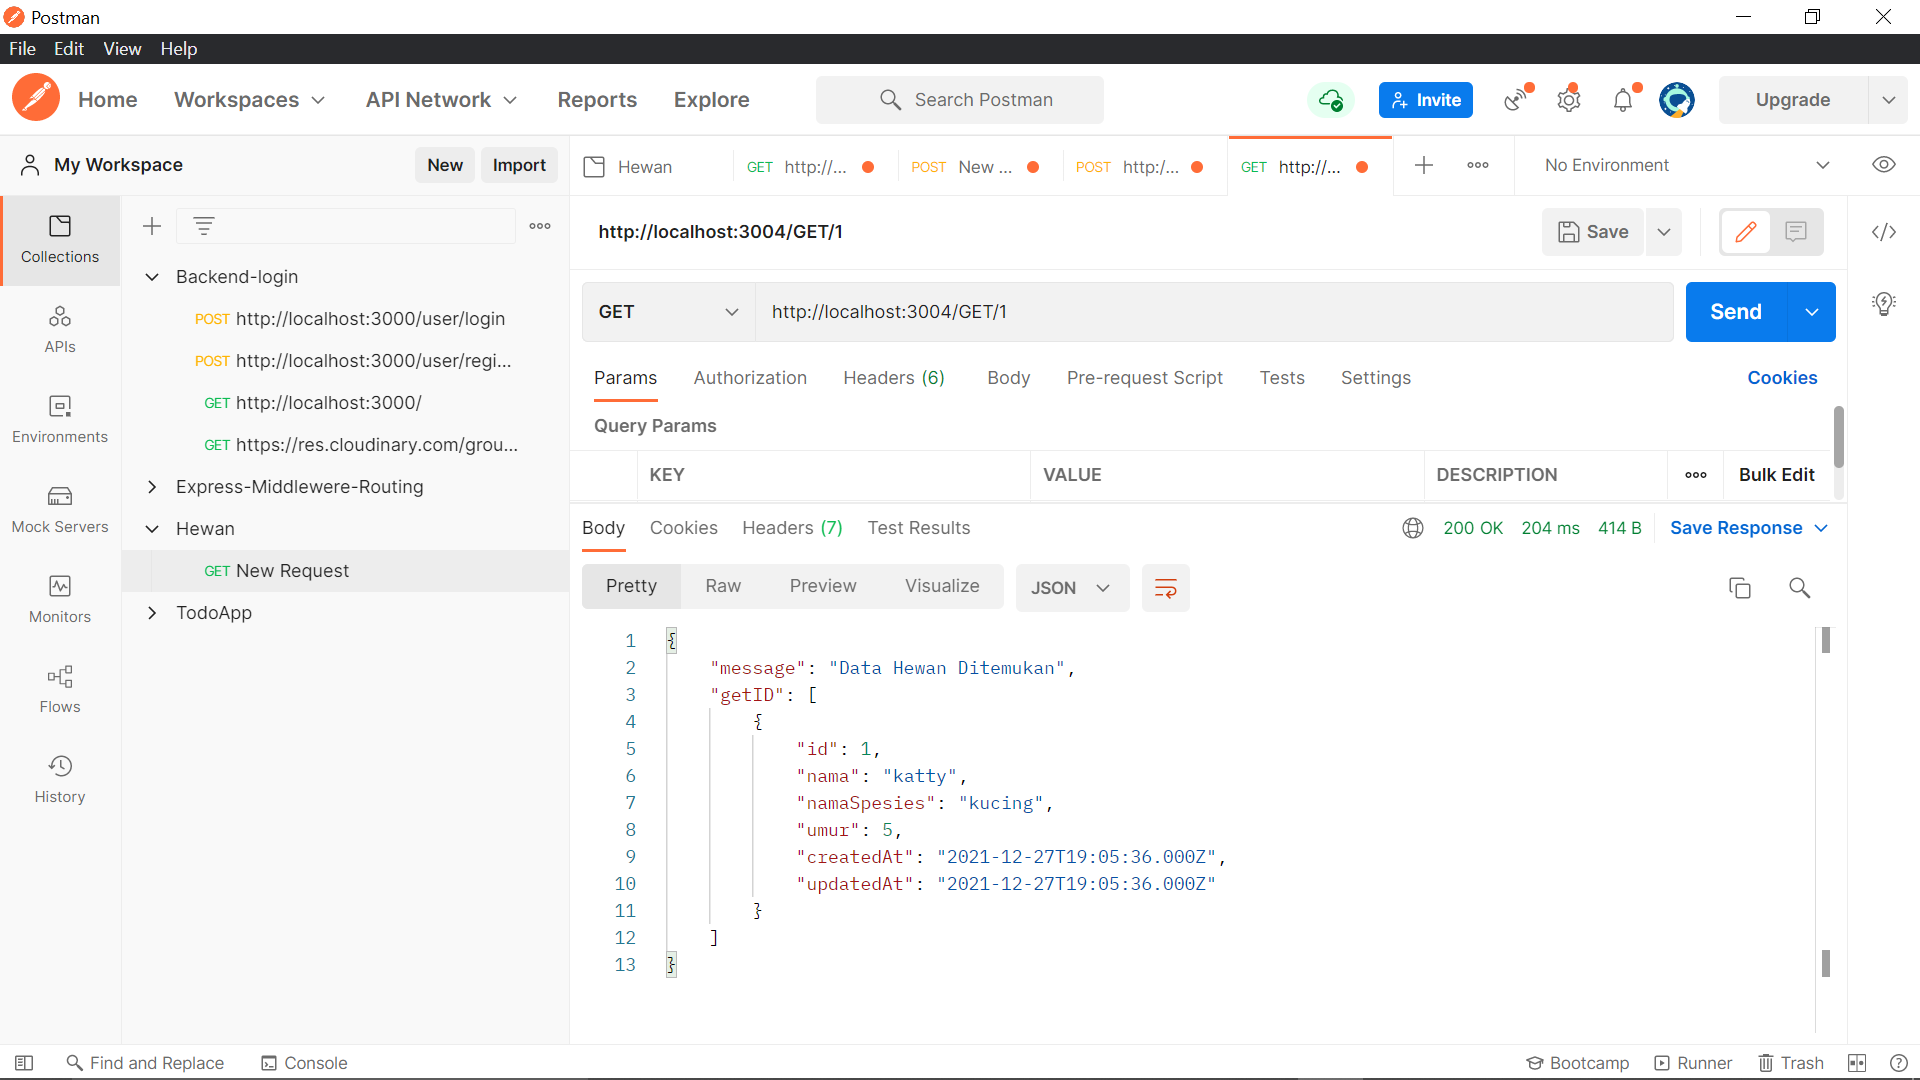 Postman
File Edit View Help
Home Workspaces API Network Reports Explore Search Postman Invite Upgrade
My Workspace New Import
Hewan GET http://... POST New ... POST http:/... GET http://... No Environment
Collections
APIs
Environments
Mock Servers
Monitors
Flows
History
Backend-login
POST http://localhost:3000/user/login
POST http://localhost:3000/user/regi...
GET http://localhost:3000/
GET https://res.cloudinary.com/grou...
Express-Middlewere-Routing
Hewan
GET New Request
TodoApp
http://localhost:3004/GET/1 Save
GET http://localhost:3004/GET/1 Send
Params Authorization Headers (6) Body Pre-request Script Tests Settings Cookies
Query Params
KEY VALUE DESCRIPTION Bulk Edit
Body Cookies Headers (7) Test Results 200 OK 204 ms 414 B Save Response
Pretty Raw Preview Visualize JSON
1 {
2 "message": "Data Hewan Ditemukan",
3 "getID": [
4 {
5 "id": 1,
6 "nama": "katty",
7 "namaSpesies": "kucing",
8 "umur": 5,
9 "createdAt": "2021-12-27T19:05:36.000Z",
10 "updatedAt": "2021-12-27T19:05:36.000Z"
11 }
12 ]
13 }
Find and Replace Console Bootcamp Runner Trash